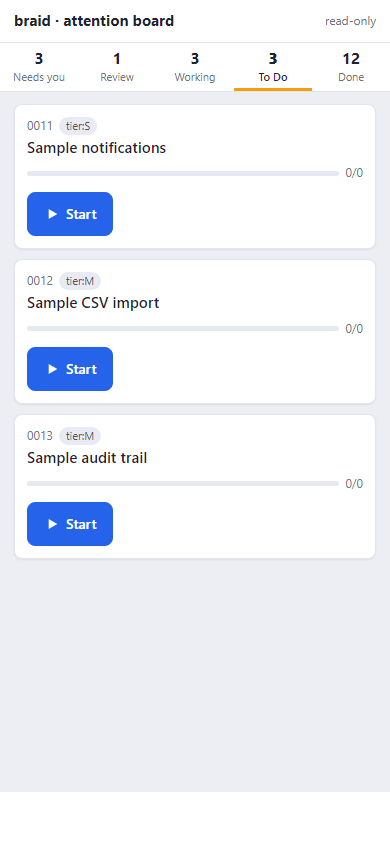 braid · attention board read-only
3 1 3 3 12
Needs you Review Working To Do Done
0011 tier:S
Sample notifications
0/0
Start
0012 tier:M
Sample CSV import
0/0
Start
0013 tier:M
Sample audit trail
0/0
Start